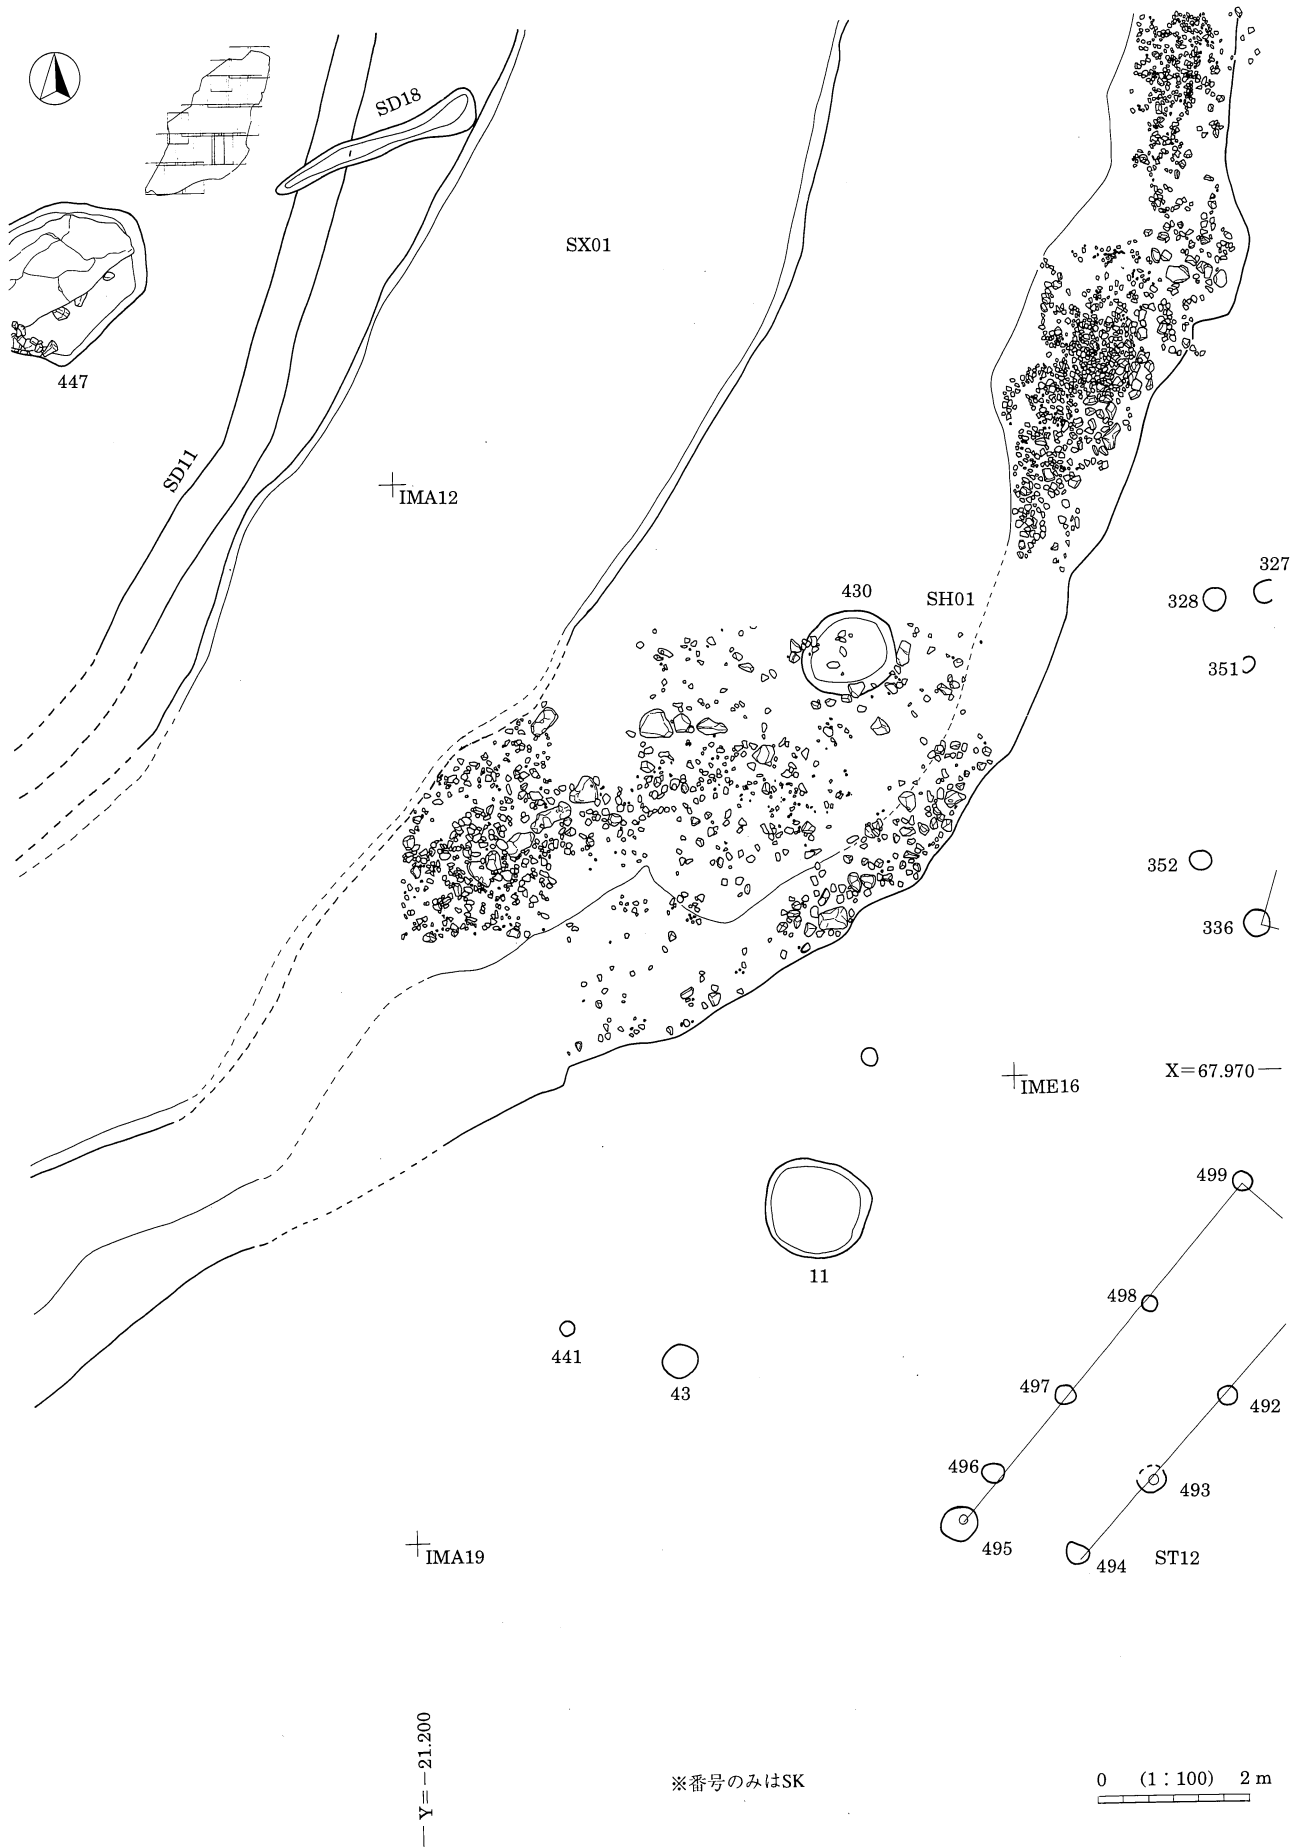 SD18
SX01
447
SD11
IMA12
327
328
430
SH01
351
352
336
IME16
X=67.970
499
11
498
441
497
43
492
496
493
495
494
ST12
IMA19
Y=-21.200
※番号のみはSK
0 (1:100) 2 m